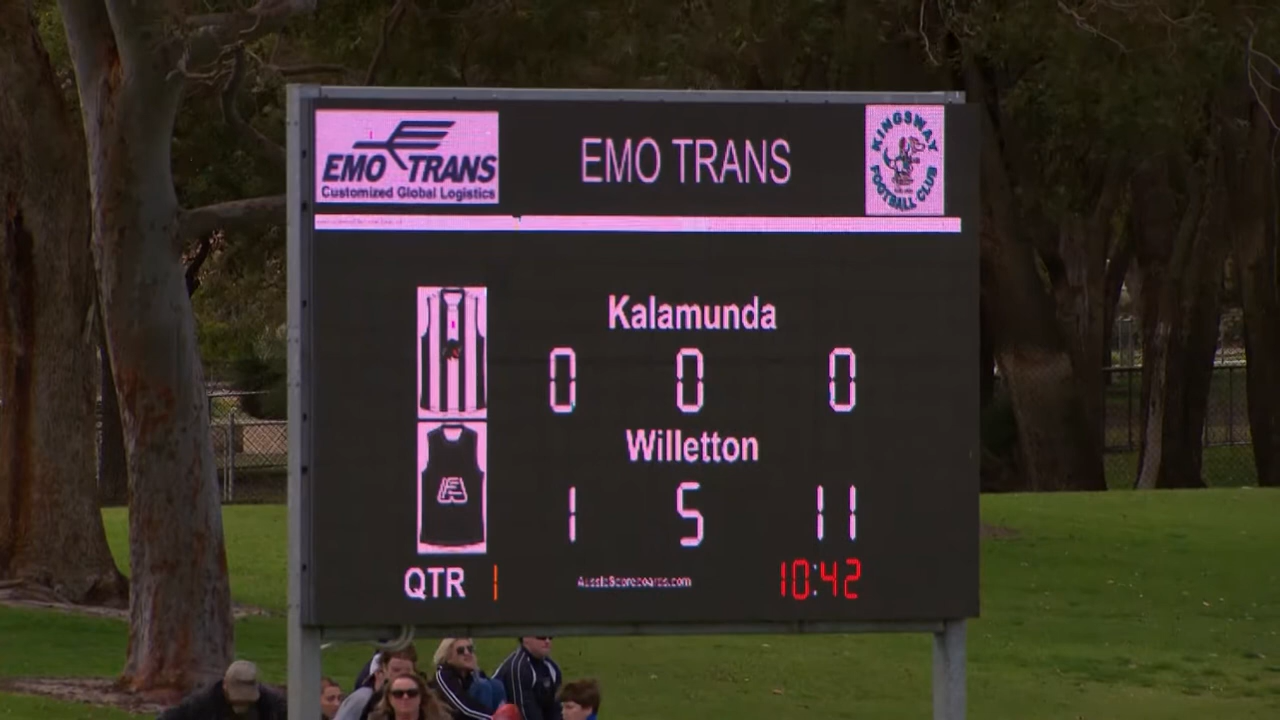 EMO TRANS
Customized Global Logistics
EMO TRANS
KINGSWAY
FOOTBALL CLUB
Kalamunda
0 0 0
Willetton
1 5 11
QTR 1
AussieScoreboards.com
10:42